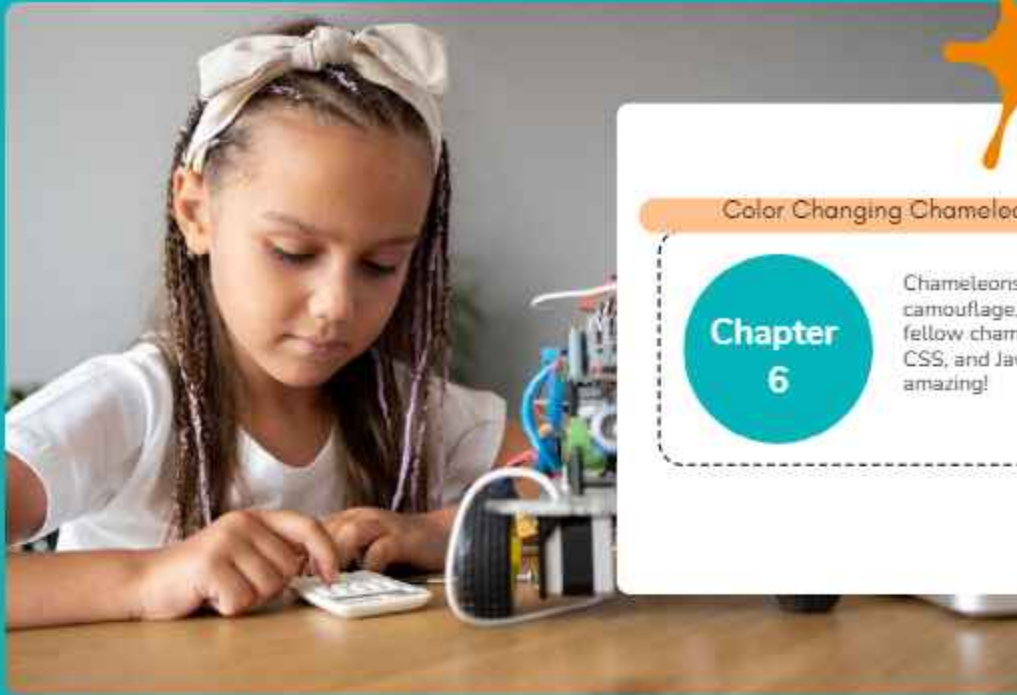 Color Changing Chameleo
Chapter
6
Chameleons
camouflage.
fellow cham
CSS, and Jav
amazing!